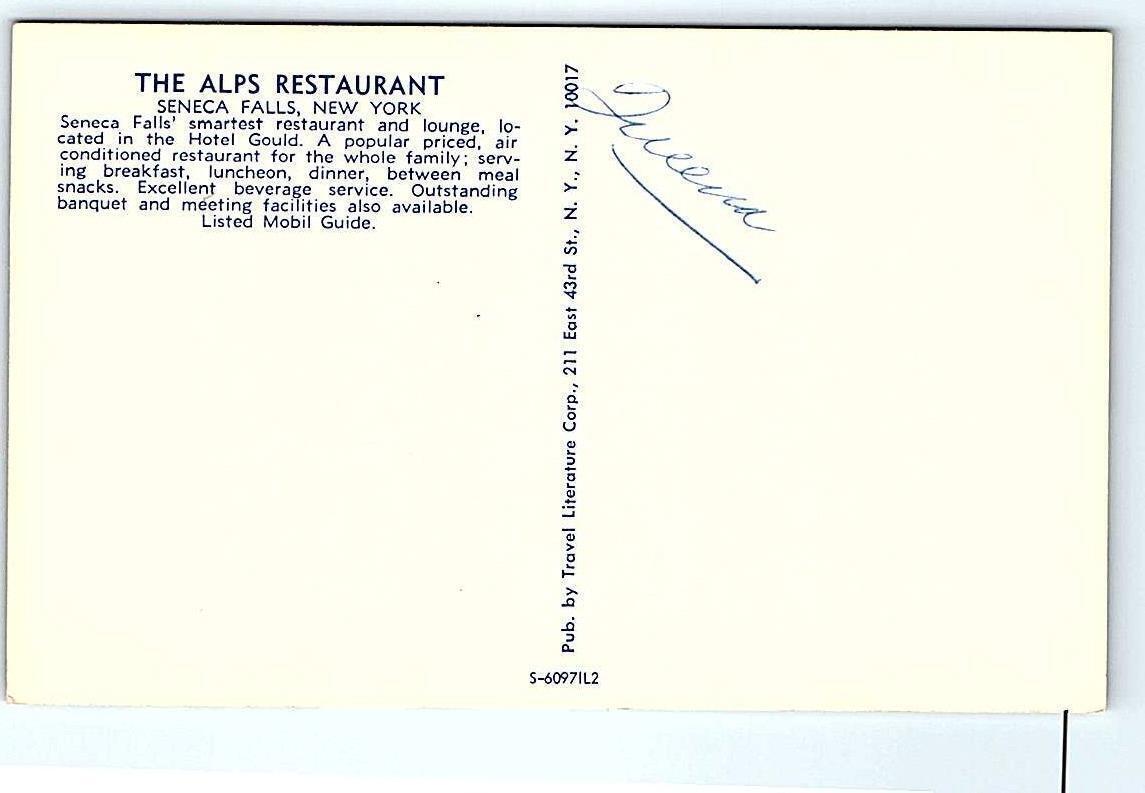 THE ALPS RESTAURANT
SENECA FALLS, NEW YORK
Seneca Falls' smartest restaurant and lounge, lo-
cated in the Hotel Gould. A popular priced, air
conditioned restaurant for the whole family; serv-
ing breakfast, luncheon, dinner, between meal
snacks. Excellent beverage service. Outstanding
banquet and meeting facilities also available.
Listed Mobil Guide.
Pub. by Travel Literature Corp., 211 East 43rd St., N. Y., N. Y. 10017
S-60971L2